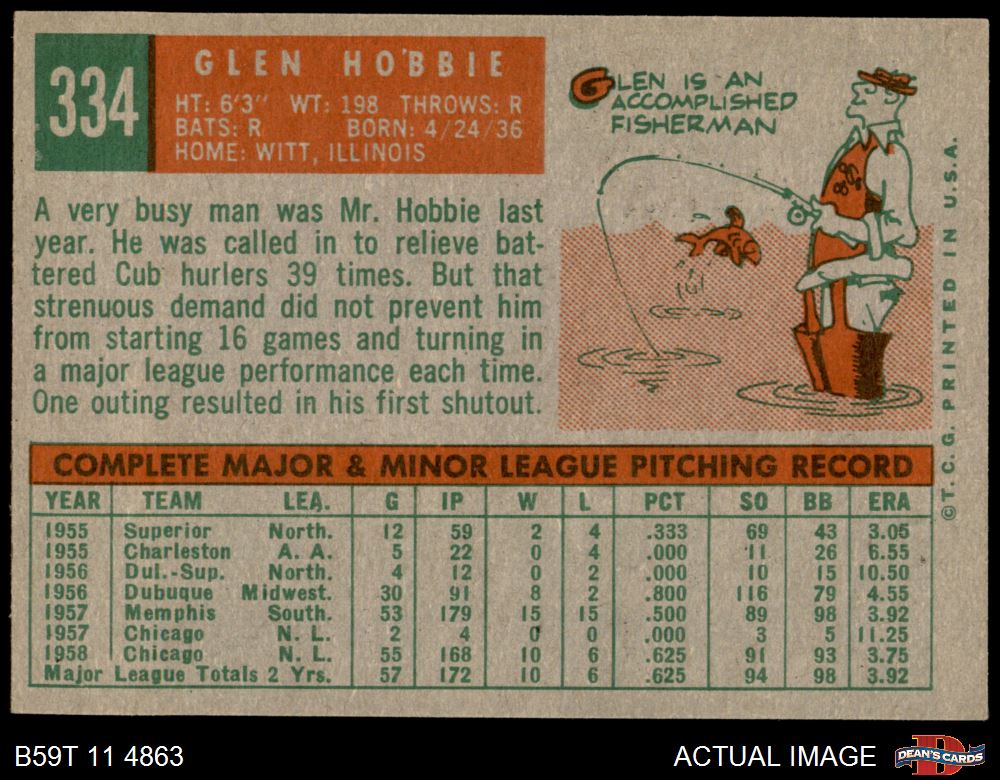 334
GLEN HOBBIE
HT: 6'3" WT: 198 THROWS: R
BATS: R BORN: 4/24/36
HOME: WITT, ILLINOIS
GLEN IS AN
ACCOMPLISHED
FISHERMAN
A very busy man was Mr. Hobbie last
year. He was called in to relieve bat-
tered Cub hurlers 39 times. But that
strenuous demand did not prevent him
from starting 16 games and turning in
a major league performance each time.
One outing resulted in his first shutout.
COMPLETE MAJOR & MINOR LEAGUE PITCHING RECORD
YEAR TEAM LEA. G IP W L PCT SO BB ERA
1955 Superior North. 12 59 2 4 .333 69 43 3.05
1955 Charleston A. A. 5 22 0 4 .000 11 26 6.55
1956 Dul.-Sup. North. 4 12 0 2 .000 10 15 10.50
1956 Dubuque Midwest. 30 91 8 2 .800 116 79 4.55
1957 Memphis South. 53 179 15 15 .500 89 98 3.92
1957 Chicago N. L. 2 4 0 0 .000 3 5 11.25
1958 Chicago N. L. 55 168 10 6 .625 91 93 3.75
Major League Totals 2 Yrs. 57 172 10 6 .625 94 98 3.92
© T. C. G. PRINTED IN U.S.A.
B59T 11 4863
ACTUAL IMAGE
D
DEAN'S CARDS